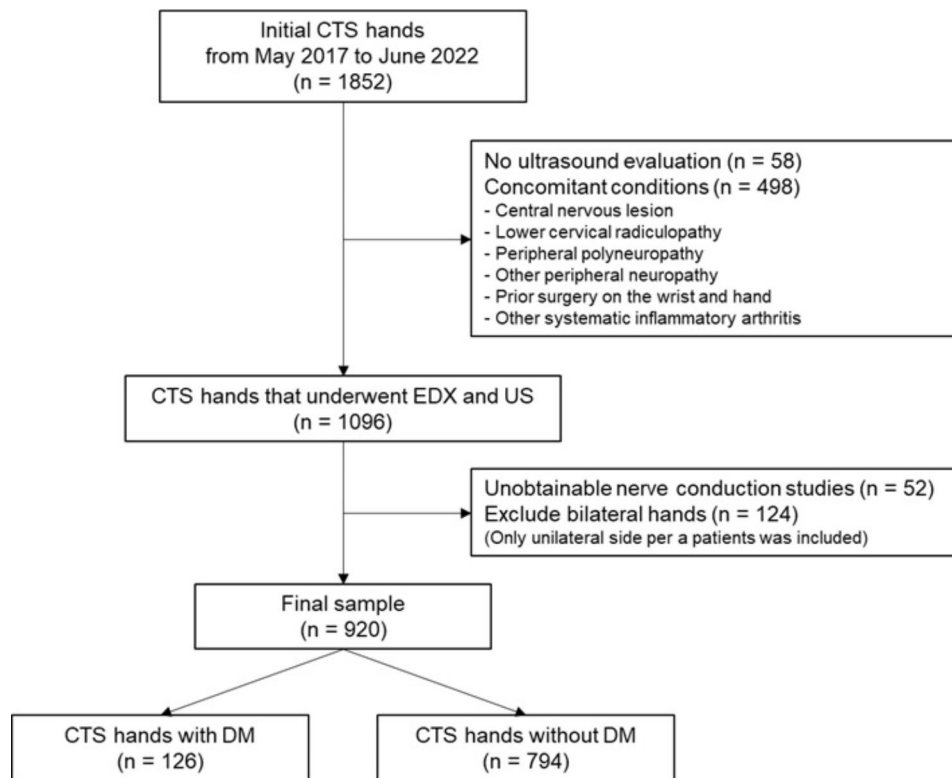 Initial CTS hands
from May 2017 to June 2022
(n = 1852)
No ultrasound evaluation (n = 58)
Concomitant conditions (n = 498)
- Central nervous lesion
- Lower cervical radiculopathy
- Peripheral polyneuropathy
- Other peripheral neuropathy
- Prior surgery on the wrist and hand
- Other systematic inflammatory arthritis
CTS hands that underwent EDX and US
(n = 1096)
Unobtainable nerve conduction studies (n = 52)
Exclude bilateral hands (n = 124)
(Only unilateral side per a patients was included)
Final sample
(n = 920)
CTS hands with DM
(n = 126)
CTS hands without DM
(n = 794)